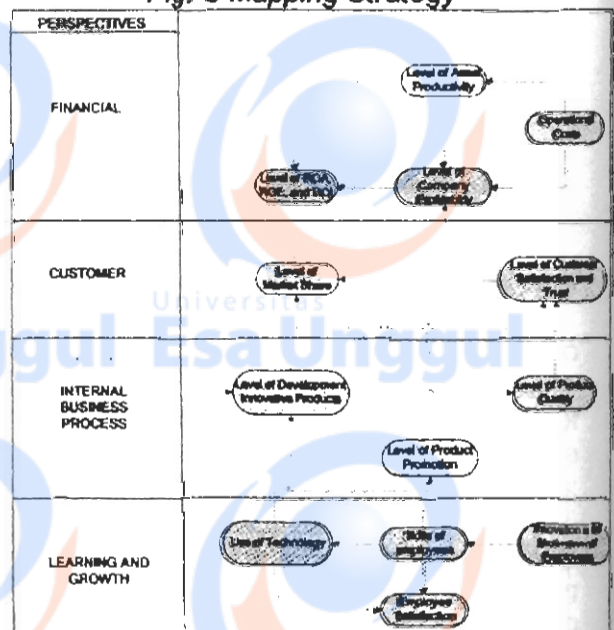 Fig. 3 Mapping Strategy
PERSPECTIVES
FINANCIAL
Level of Asset
Productivity
Operational
Costs
Level of ROA,
ROE, and ROI
Level of
Company
CUSTOMER
Level of
Market Share
Level of Customer
Satisfaction and
Trust
Universitas
Esa Unggul
INTERNAL
BUSINESS
PROCESS
Level of Development
Innovative Products
Level of Product
Quality
Level of Product
Promotion
LEARNING AND
GROWTH
Use of Technology
Skills of
employees
Employee
Satisfaction